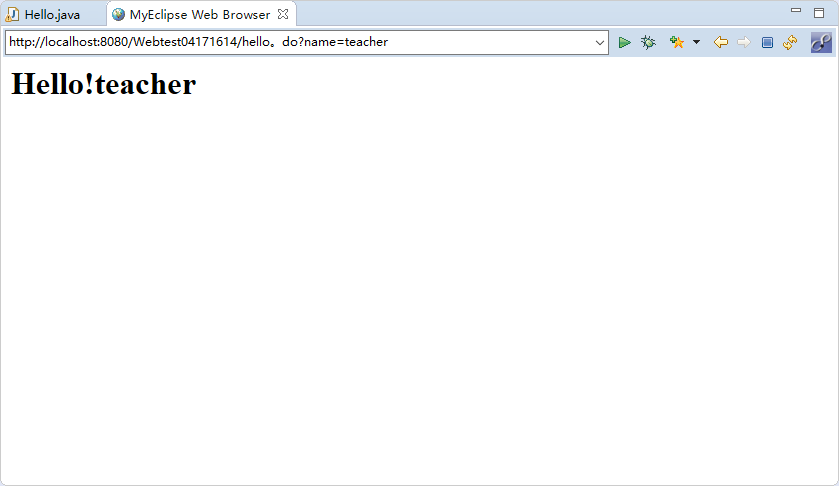 Hello.java MyEclipse Web Browser
http://localhost:8080/Webtest04171614/hello。do?name=teacher
Hello!teacher